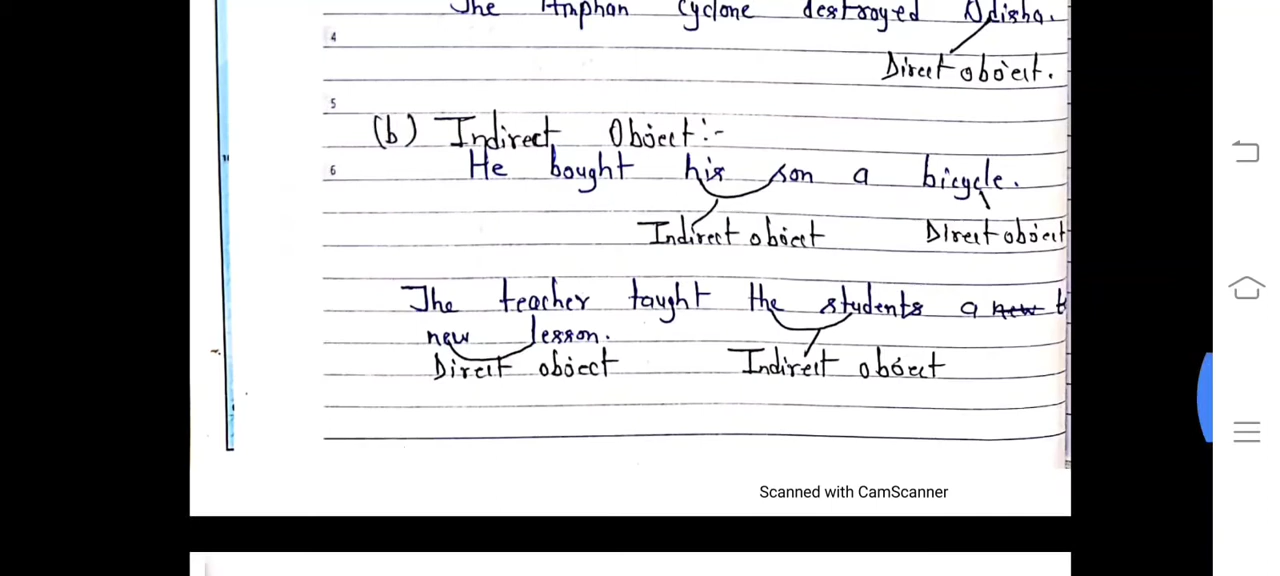 The Amphan Cyclone destroyed Odisha.
4
Direct object.
5
(b) Indirect Object:-
6
He bought his son a bicycle.
Indirect object Direct object
The teacher taught the students a new
new lesson.
Direct object Indirect object
Scanned with CamScanner